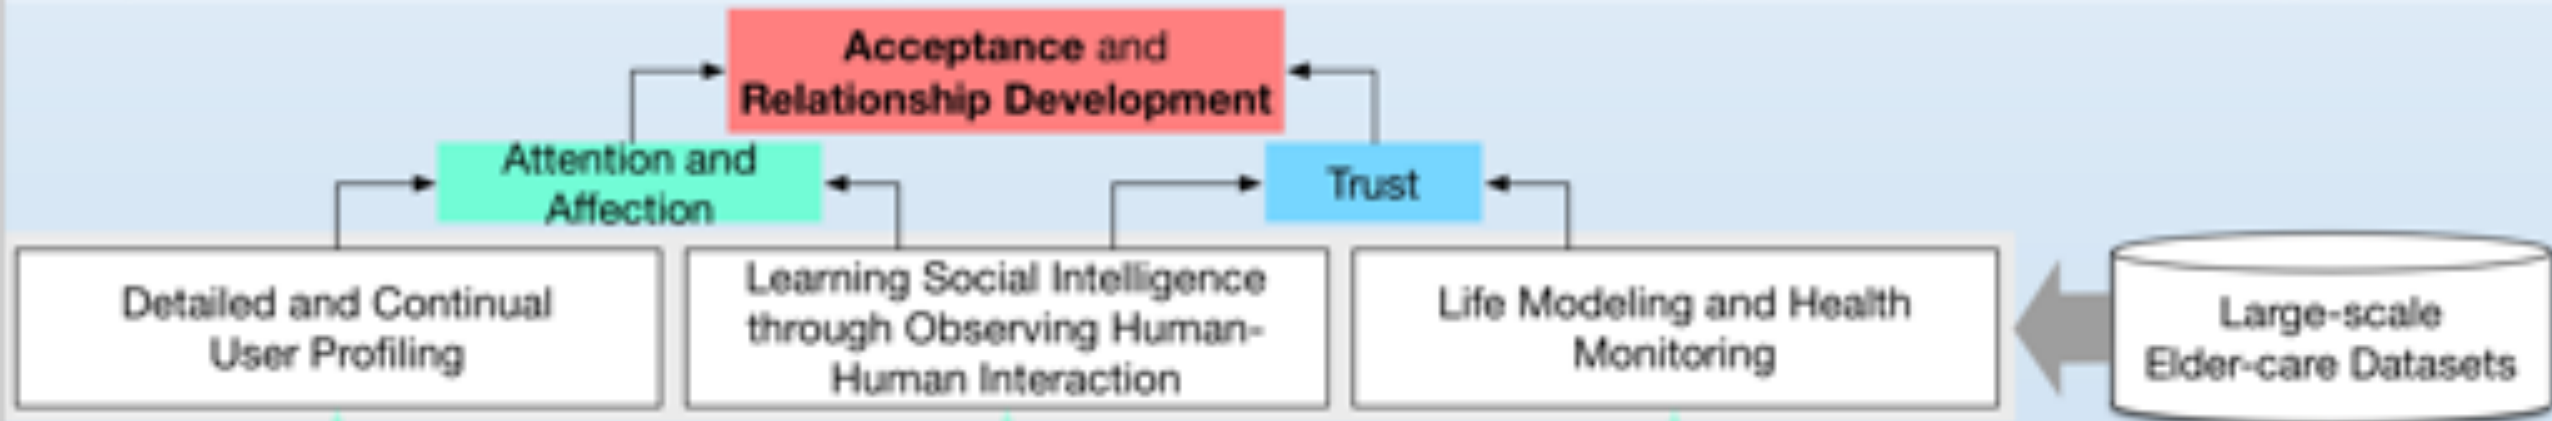 Acceptance and
Relationship Development
Attention and
Affection
Trust
Detailed and Continual
User Profiling
Learning Social Intelligence
through Observing Human-
Human Interaction
Life Modeling and Health
Monitoring
Large-scale
Elder-care Datasets